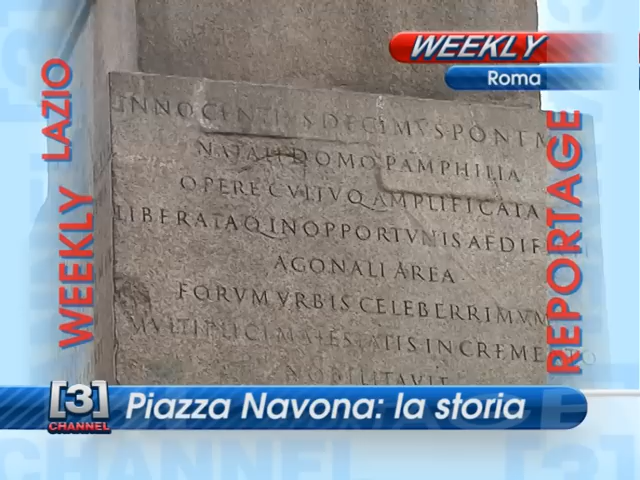 WEEKLY
Roma
WEEKLY LAZIO
REPORTAGE
INNOCENTIVS DECIMVS PONT M
NATALI DOMO PAMPHILIA
OPERE CVLTVQ AMPLIFICATA
LIBERATAQ INOPPORTVNIS AEDIF
AGONALI AREA
FORVM VRBIS CELEBERRIMVM
MVLTIPLICI MAIESTATIS INCREMENTO
[3] CHANNEL
Piazza Navona: la storia